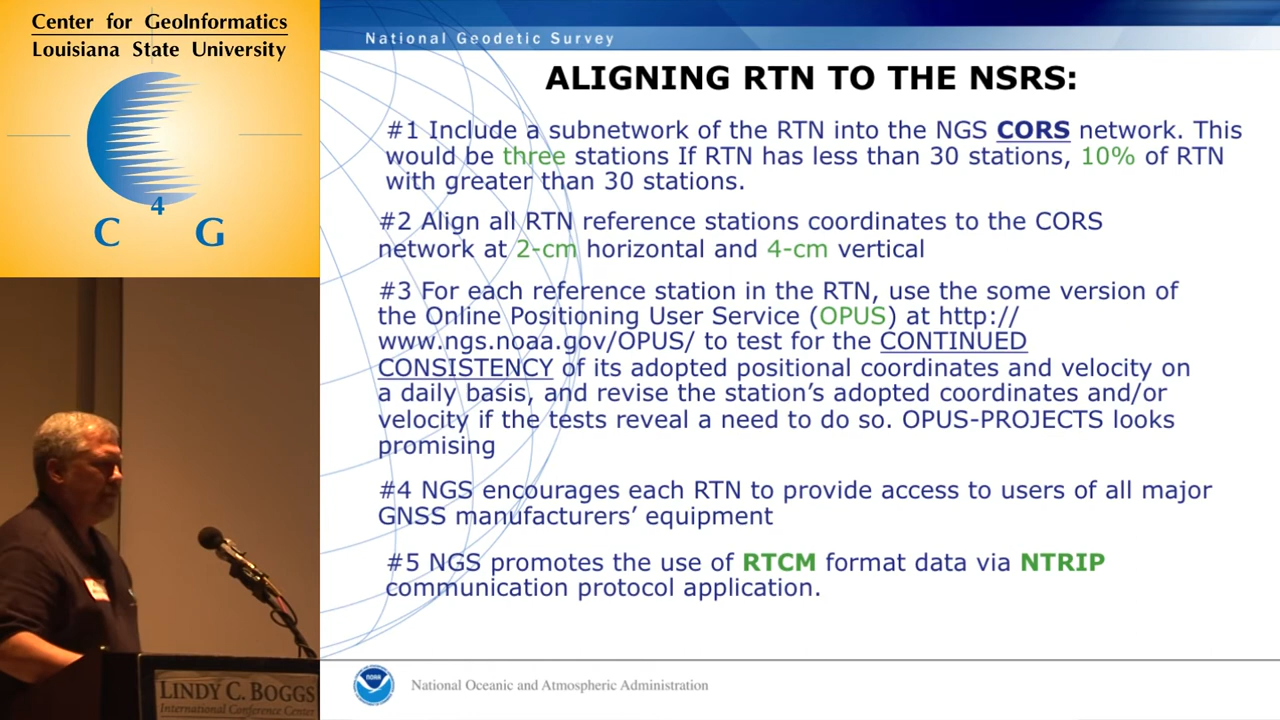 Center for GeoInformatics
Louisiana State University
C 4 G
National Geodetic Survey
ALIGNING RTN TO THE NSRS:
#1 Include a subnetwork of the RTN into the NGS CORS network. This
would be three stations If RTN has less than 30 stations, 10% of RTN
with greater than 30 stations.
#2 Align all RTN reference stations coordinates to the CORS
network at 2-cm horizontal and 4-cm vertical
#3 For each reference station in the RTN, use the some version of
the Online Positioning User Service (OPUS) at http://
www.ngs.noaa.gov/OPUS/ to test for the CONTINUED
CONSISTENCY of its adopted positional coordinates and velocity on
a daily basis, and revise the station’s adopted coordinates and/or
velocity if the tests reveal a need to do so. OPUS-PROJECTS looks
promising
#4 NGS encourages each RTN to provide access to users of all major
GNSS manufacturers’ equipment
#5 NGS promotes the use of RTCM format data via NTRIP
communication protocol application.
NOAA
National Oceanic and Atmospheric Administration
LINDY C. BOGGS
International Conference Center